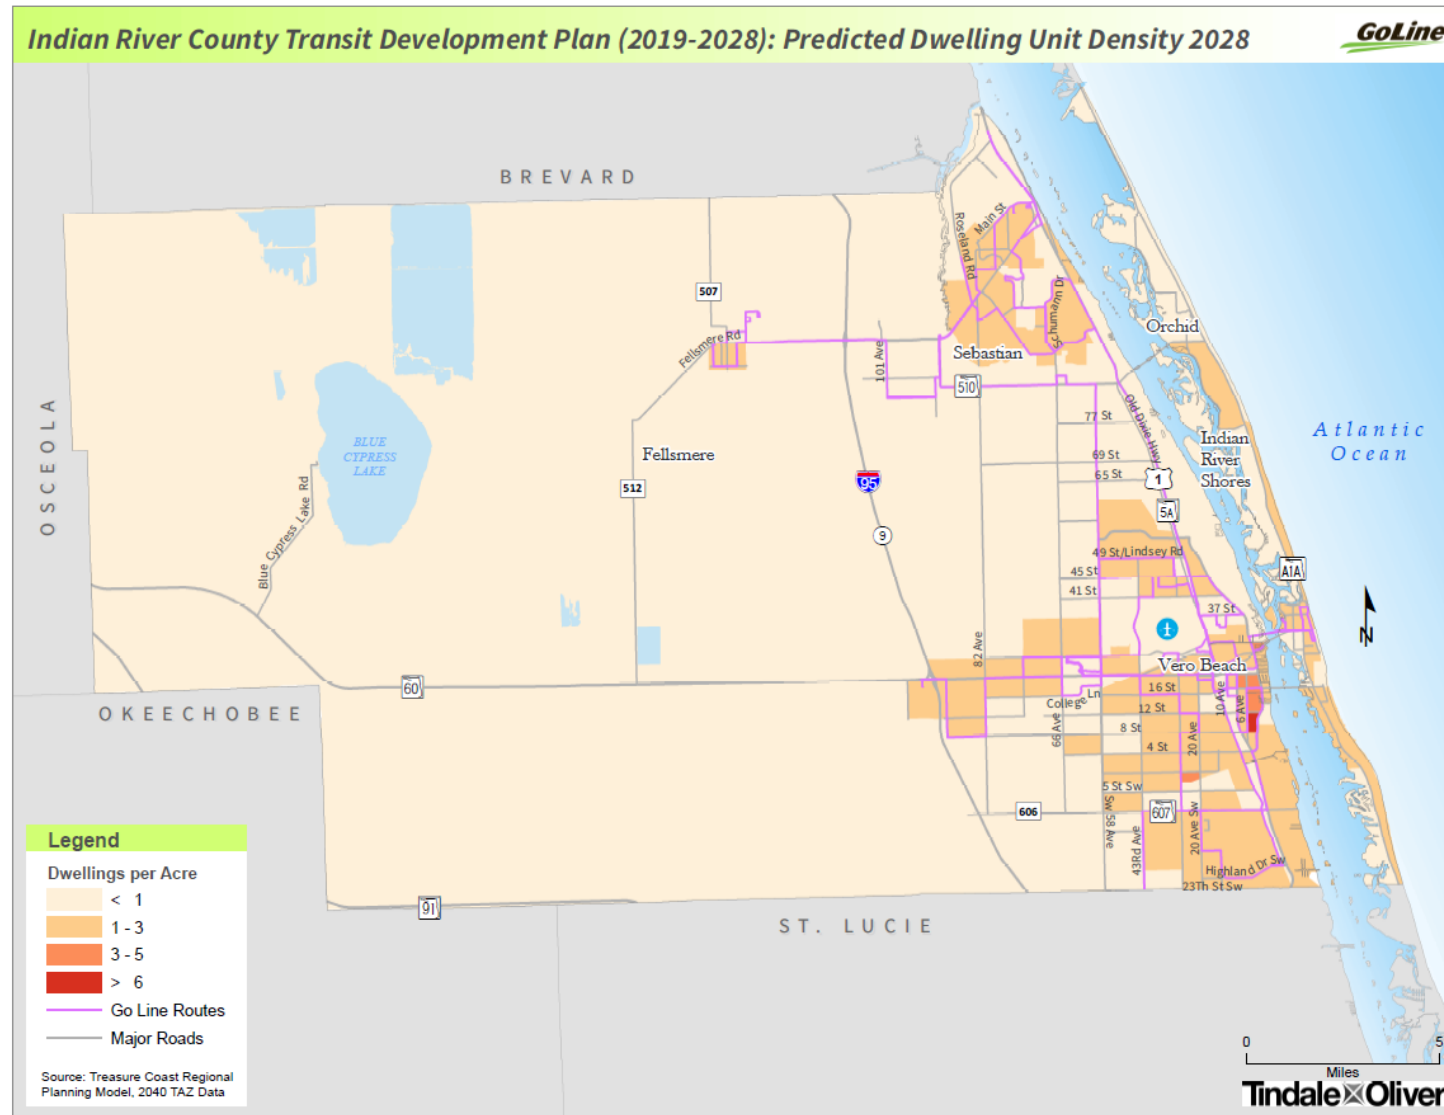 Indian River County Transit Development Plan (2019-2028): Predicted Dwelling Unit Density 2028
GoLine
BREVARD
Roseland Rd
Main St
507
Schumann Dr
Orchid
Fellsmere Rd
101 Ave
Sebastian
510
OSCEOLA
Old Dixie Hwy
77 St
Atlantic
Ocean
BLUE
CYPRESS
LAKE
Fellsmere
Indian
River
Shores
69 St
65 St
1
512
95
5A
Blue Cypress Lake Rd
9
49 St/Lindsey Rd
45 St
A1A
41 St
37 St
N
82 Ave
Vero Beach
60
16 St
College Ln
10 Ave
6 Ave
OKEECHOBEE
12 St
66 Ave
8 St
20 Ave
4 St
5 St Sw
606
607
Sw 58 Ave
43Rd Ave
20 Ave Sw
Highland Dr Sw
23Th St Sw
91
ST. LUCIE
Legend
Dwellings per Acre
< 1
1 - 3
3 - 5
> 6
Go Line Routes
Major Roads
Source: Treasure Coast Regional
Planning Model, 2040 TAZ Data
0 5
Miles
Tindale Oliver